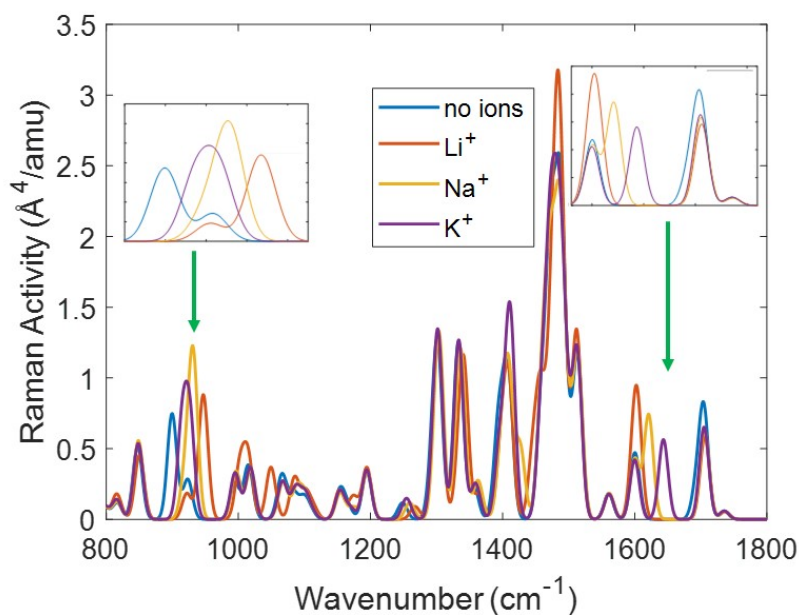 3.5
3
2.5
2
1.5
1
0.5
0
Raman Activity (Å⁴/amu)
no ions
Li⁺
Na⁺
K⁺
800 1000 1200 1400 1600 1800
Wavenumber (cm⁻¹)